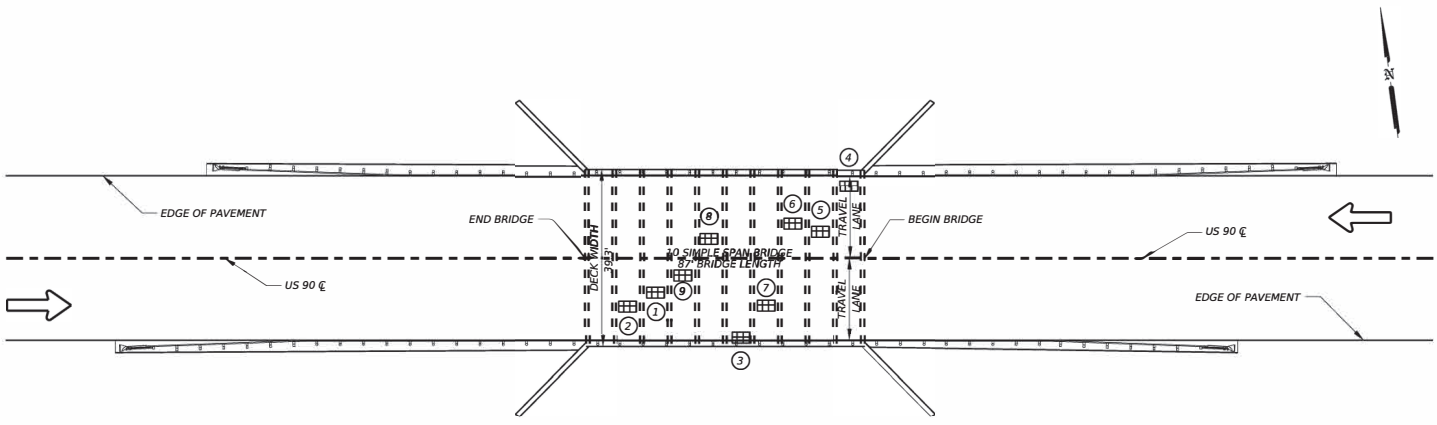 N
4
EDGE OF PAVEMENT
END BRIDGE
8
6
5
TRAVEL
LANE
BEGIN BRIDGE
US 90 ℄
DECK WIDTH
39.3'
10 SIMPLE SPAN BRIDGE
87' BRIDGE LENGTH
US 90 ℄
9
7
1
2
TRAVEL
LANE
EDGE OF PAVEMENT
3